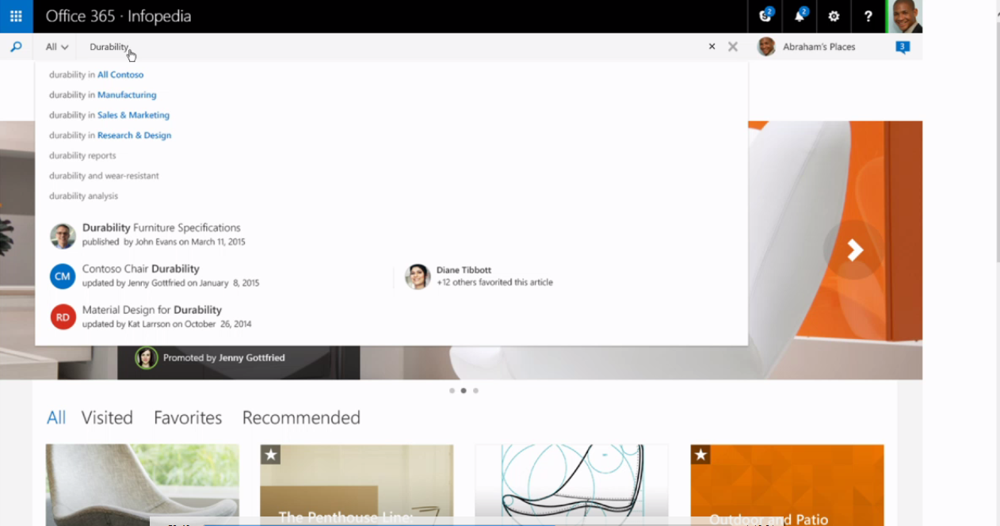 Office 365 · Infopedia
2
2
?
All
Durability
Abraham's Places
3
durability in All Contoso
durability in Manufacturing
durability in Sales & Marketing
durability in Research & Design
durability reports
durability and wear-resistant
durability analysis
Durability Furniture Specifications
published by John Evans on March 11, 2015
CM
Contoso Chair Durability
updated by Jenny Gottfried on January 8, 2015
Diane Tibbott
+12 others favorited this article
RD
Material Design for Durability
updated by Kat Larrson on October 26, 2014
Promoted by Jenny Gottfried
All Visited Favorites Recommended
The Penthouse Line:
Outdoor and Patio